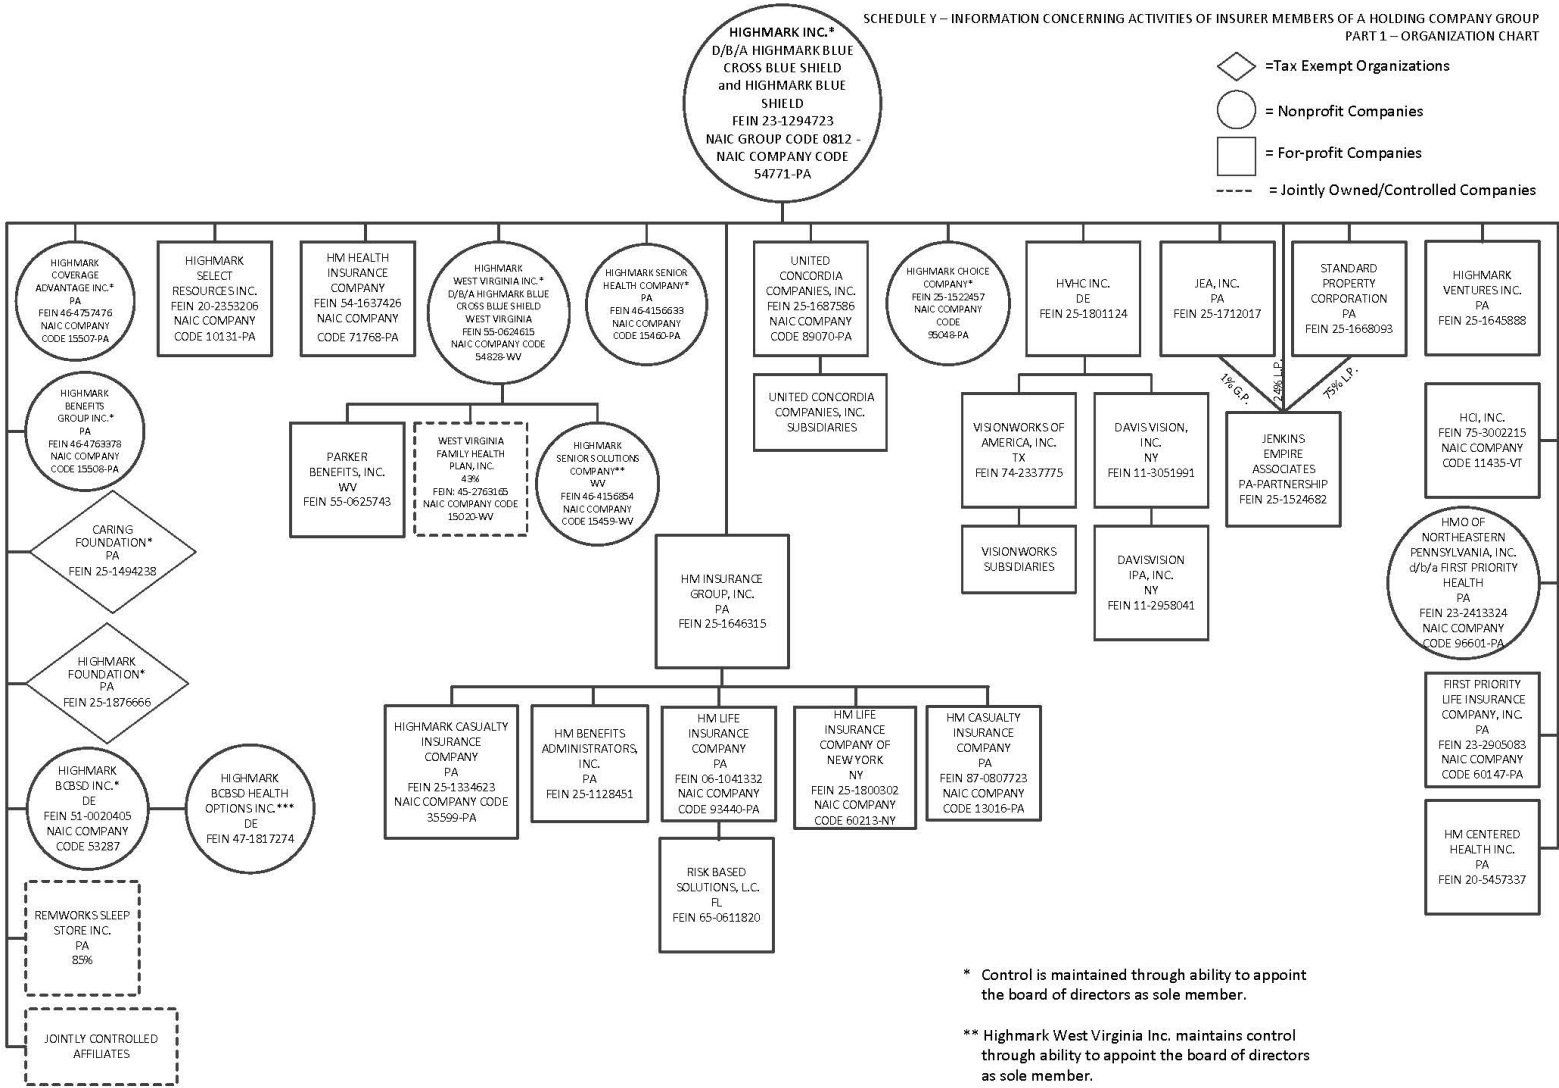 SCHEDULE Y – INFORMATION CONCERNING ACTIVITIES OF INSURER MEMBERS OF A HOLDING COMPANY GROUP
PART 1 – ORGANIZATION CHART
=Tax Exempt Organizations
= Nonprofit Companies
= For-profit Companies
= Jointly Owned/Controlled Companies
HIGHMARK INC.*
D/B/A HIGHMARK BLUE
CROSS BLUE SHIELD
and HIGHMARK BLUE
SHIELD
FEIN 23-1294723
NAIC GROUP CODE 0812 -
NAIC COMPANY CODE
54771-PA
HIGHMARK
COVERAGE
ADVANTAGE INC.*
PA
FEIN 46-4757476
NAIC COMPANY
CODE 15507-PA
HIGHMARK
SELECT
RESOURCES INC.
FEIN 20-2353206
NAIC COMPANY
CODE 10131-PA
HM HEALTH
INSURANCE
COMPANY
FEIN 54-1637426
NAIC COMPANY
CODE 71768-PA
HIGHMARK
WEST VIRGINIA INC.*
D/B/A HIGHMARK BLUE
CROSS BLUE SHIELD
WEST VIRGINIA
FEIN 55-0624615
NAIC COMPANY CODE
54828-WV
HIGHMARK SENIOR
HEALTH COMPANY*
PA
FEIN 46-4156633
NAIC COMPANY
CODE 15460-PA
UNITED
CONCORDIA
COMPANIES, INC.
FEIN 25-1687586
NAIC COMPANY
CODE 89070-PA
HIGHMARK CHOICE
COMPANY*
FEIN 25-1522457
NAIC COMPANY
CODE
95048-PA
HVHC INC.
DE
FEIN 25-1801124
JEA, INC.
PA
FEIN 25-1712017
STANDARD
PROPERTY
CORPORATION
PA
FEIN 25-1668093
HIGHMARK
VENTURES INC.
PA
FEIN 25-1645888
1% G.P.
24% L.P.
75% L.P.
HIGHMARK
BENEFITS
GROUP INC.*
PA
FEIN 46-4763378
NAIC COMPANY
CODE 15508-PA
PARKER
BENEFITS, INC.
WV
FEIN 55-0625743
WEST VIRGINIA
FAMILY HEALTH
PLAN, INC.
43%
FEIN: 45-2763165
NAIC COMPANY CODE
15020-WV
HIGHMARK
SENIOR SOLUTIONS
COMPANY**
WV
FEIN 46-4156854
NAIC COMPANY
CODE 15459-WV
UNITED CONCORDIA
COMPANIES, INC.
SUBSIDIARIES
VISIONWORKS OF
AMERICA, INC.
TX
FEIN 74-2337775
DAVIS VISION,
INC.
NY
FEIN 11-3051991
JENKINS
EMPIRE
ASSOCIATES
PA-PARTNERSHIP
FEIN 25-1524682
HCI, INC.
FEIN 75-3002215
NAIC COMPANY
CODE 11435-VT
CARING
FOUNDATION*
PA
FEIN 25-1494238
VISIONWORKS
SUBSIDIARIES
DAVISVISION
IPA, INC.
NY
FEIN 11-2958041
HMO OF
NORTHEASTERN
PENNSYLVANIA, INC.
d/b/a FIRST PRIORITY
HEALTH
PA
FEIN 23-2413324
NAIC COMPANY
CODE 96601-PA
HM INSURANCE
GROUP, INC.
PA
FEIN 25-1646315
HIGHMARK
FOUNDATION*
PA
FEIN 25-1876666
FIRST PRIORITY
LIFE INSURANCE
COMPANY, INC.
PA
FEIN 23-2905083
NAIC COMPANY
CODE 60147-PA
HIGHMARK CASUALTY
INSURANCE
COMPANY
PA
FEIN 25-1334623
NAIC COMPANY CODE
35599-PA
HM BENEFITS
ADMINISTRATORS,
INC.
PA
FEIN 25-1128451
HM LIFE
INSURANCE
COMPANY
PA
FEIN 06-1041332
NAIC COMPANY
CODE 93440-PA
HM LIFE
INSURANCE
COMPANY OF
NEW YORK
NY
FEIN 25-1800302
NAIC COMPANY
CODE 60213-NY
HM CASUALTY
INSURANCE
COMPANY
PA
FEIN 87-0807723
NAIC COMPANY
CODE 13016-PA
HIGHMARK
BCBSD INC.*
DE
FEIN 51-0020405
NAIC COMPANY
CODE 53287
HIGHMARK
BCBSD HEALTH
OPTIONS INC.***
DE
FEIN 47-1817274
HM CENTERED
HEALTH INC.
PA
FEIN 20-5457337
RISK BASED
SOLUTIONS, L.C.
FL
FEIN 65-0611820
REMWORKS SLEEP
STORE INC.
PA
85%
JOINTLY CONTROLLED
AFFILIATES
* Control is maintained through ability to appoint
the board of directors as sole member.
** Highmark West Virginia Inc. maintains control
through ability to appoint the board of directors
as sole member.